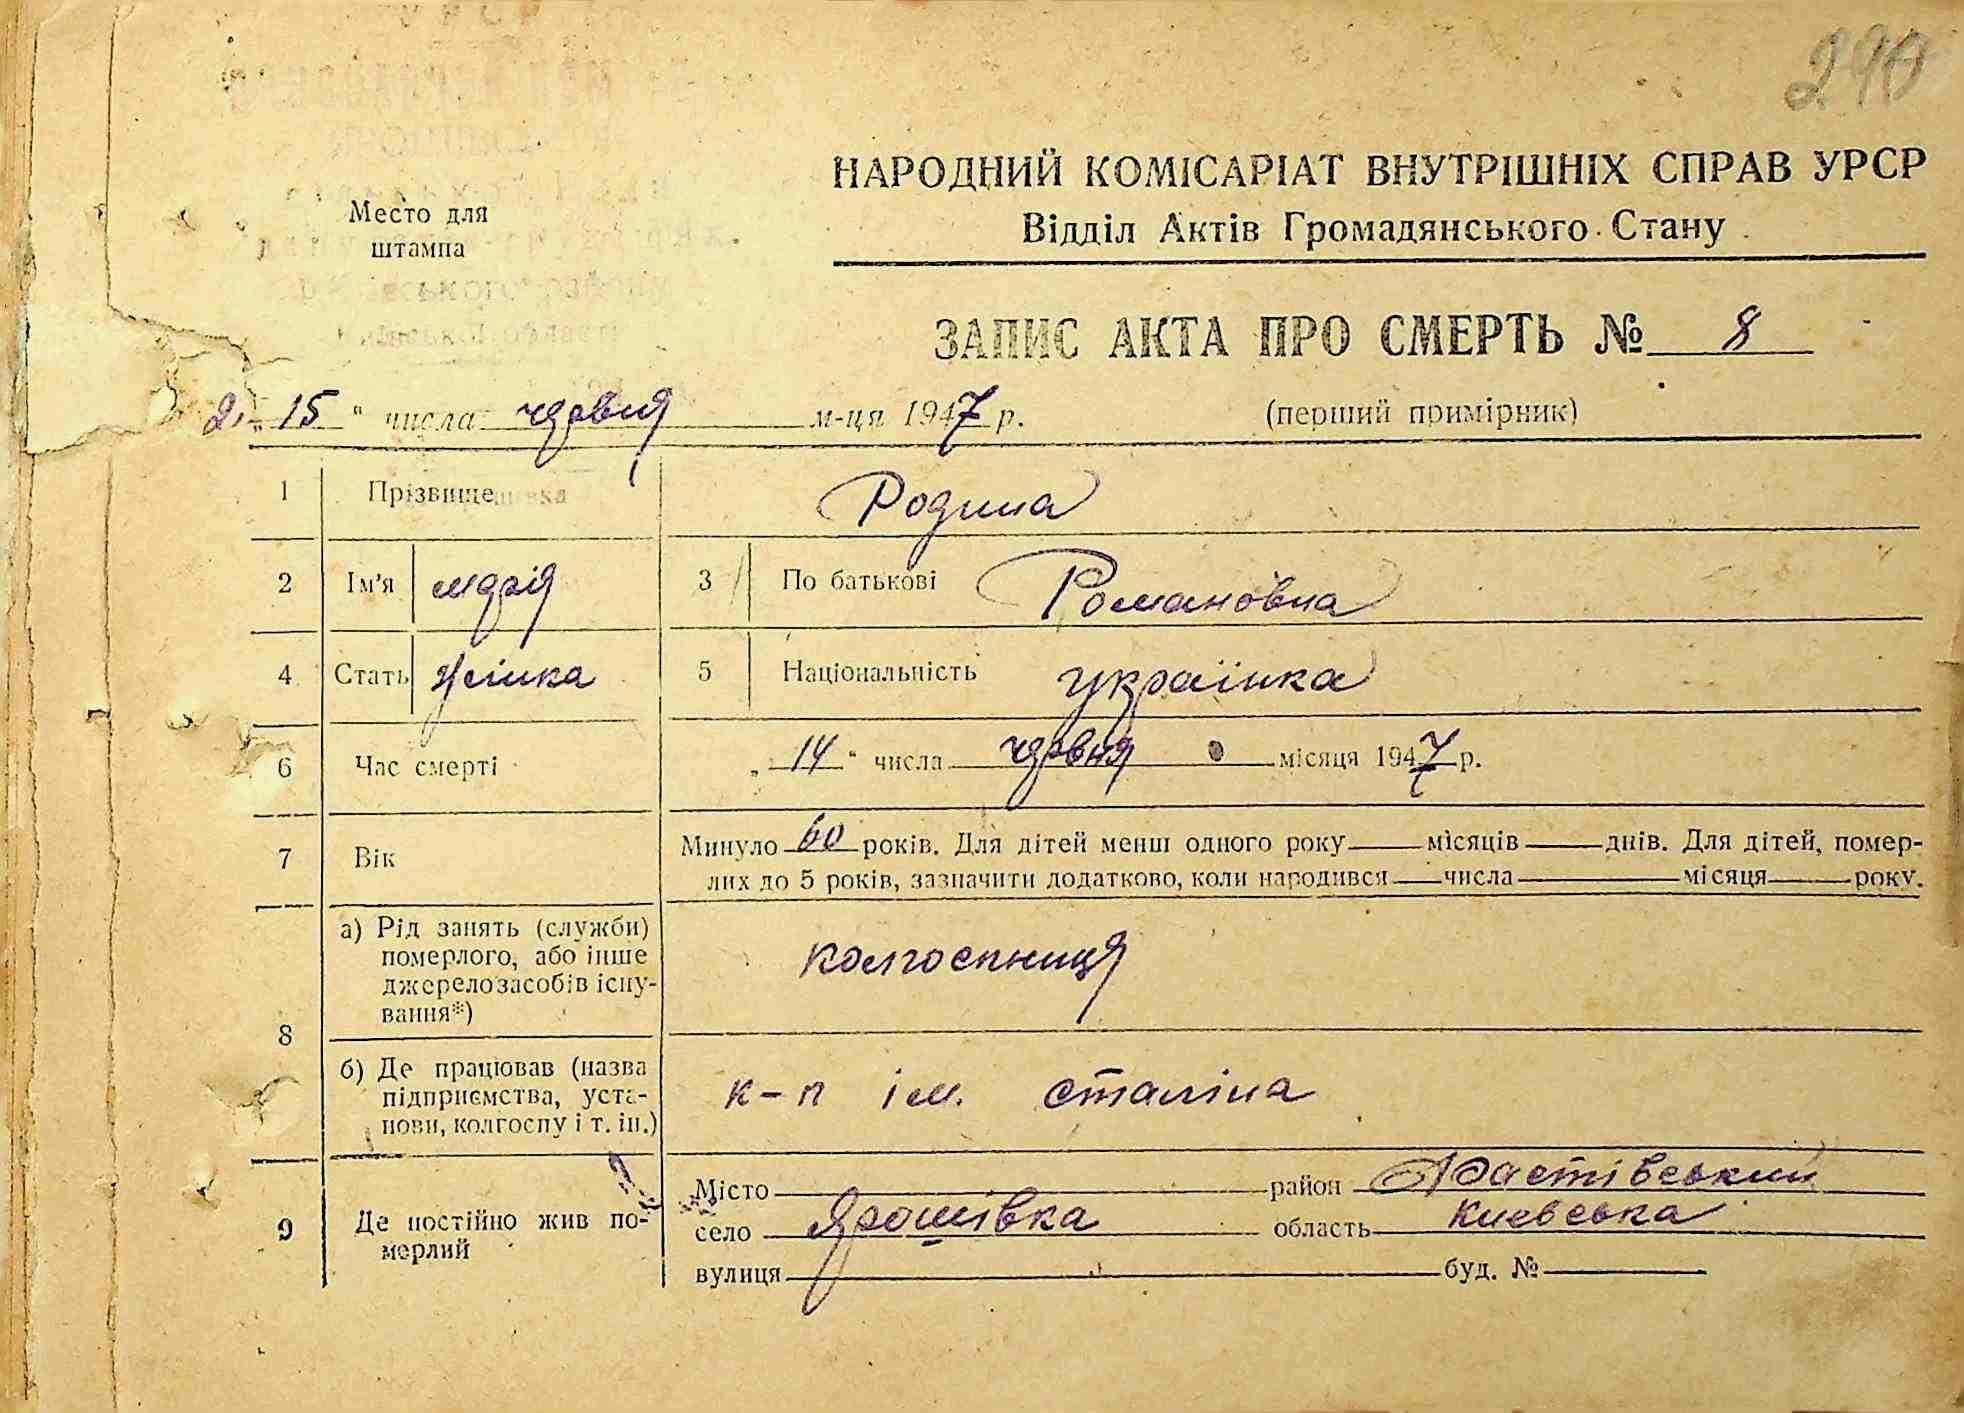 290
НАРОДНИЙ КОМІСАРІАТ ВНУТРІШНІХ СПРАВ УРСР
Відділ Актів Громадянського Стану
Место для
штампа
ЗАПИС АКТА ПРО СМЕРТЬ № 8
„15“ числа червня м-ця 1947 р.
(перший примірник)
1 Прізвище Родина
2 Ім'я марія 3 По батькові Романовна
4 Стать жінка 5 Національність українка
6 Час смерті „14“ числа червня місяця 1947 р.
7 Вік Минуло 60 років. Для дітей менш одного року місяців днів. Для дітей, помер-
лих до 5 років, зазначити додатково, коли народився числа місяця року.
8
а) Рід занять (служби)
померлого, або інше
джерело засобів існу-
вання*)
колгоспниця
б) Де працював (назва
підприємства, уста-
нови, колгоспу і т. ін.)
к-п ім. сталіна
9 Де постійно жив по-
мерлий
Місто район Фастівський
село Ярошівка область Києвська
вулиця буд. №